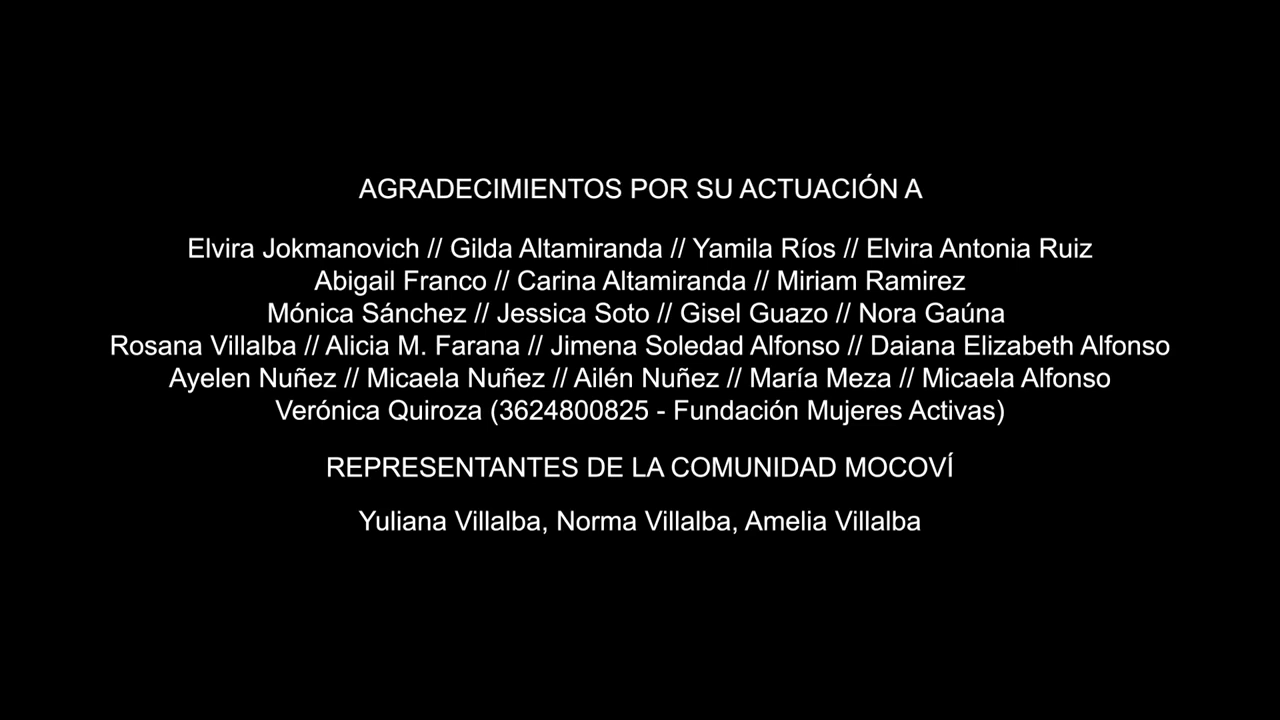 AGRADECIMIENTOS POR SU ACTUACIÓN A
Elvira Jokmanovich // Gilda Altamiranda // Yamila Ríos // Elvira Antonia Ruiz
Abigail Franco // Carina Altamiranda // Miriam Ramirez
Mónica Sánchez // Jessica Soto // Gisel Guazo // Nora Gaúna
Rosana Villalba // Alicia M. Farana // Jimena Soledad Alfonso // Daiana Elizabeth Alfonso
Ayelen Nuñez // Micaela Nuñez // Ailén Nuñez // María Meza // Micaela Alfonso
Verónica Quiroza (3624800825 - Fundación Mujeres Activas)
REPRESENTANTES DE LA COMUNIDAD MOCOVÍ
Yuliana Villalba, Norma Villalba, Amelia Villalba